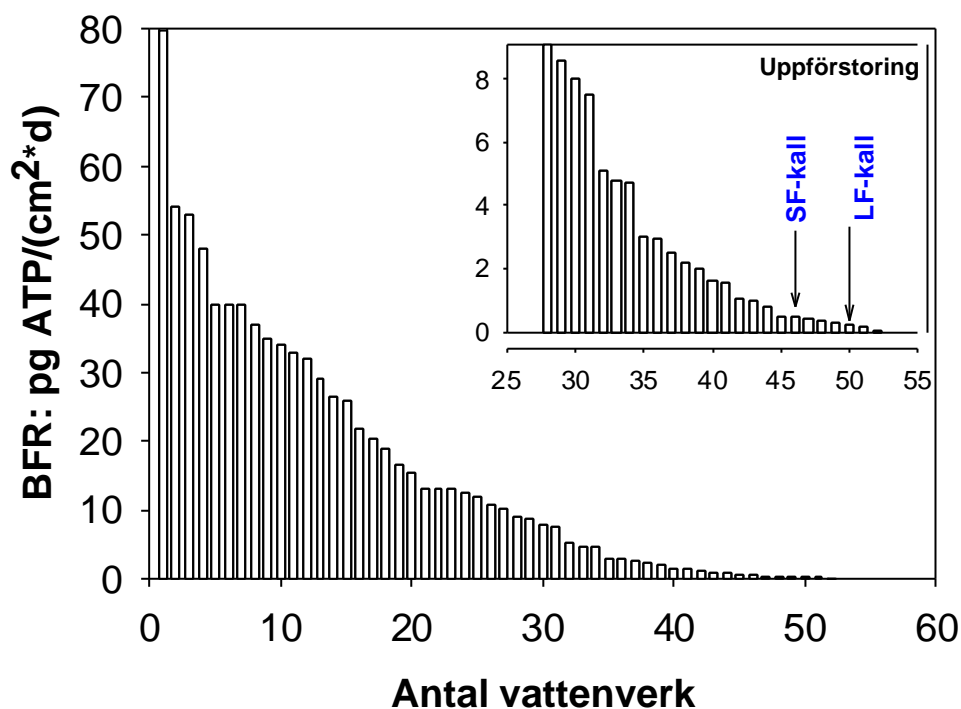 BFR: pg ATP/(cm2*d)
80
70
60
50
40
30
20
10
0
0 10 20 30 40 50 60
Antal vattenverk
Uppförstoring
8
6
4
2
0
SF-kall
LF-kall
25 30 35 40 45 50 55